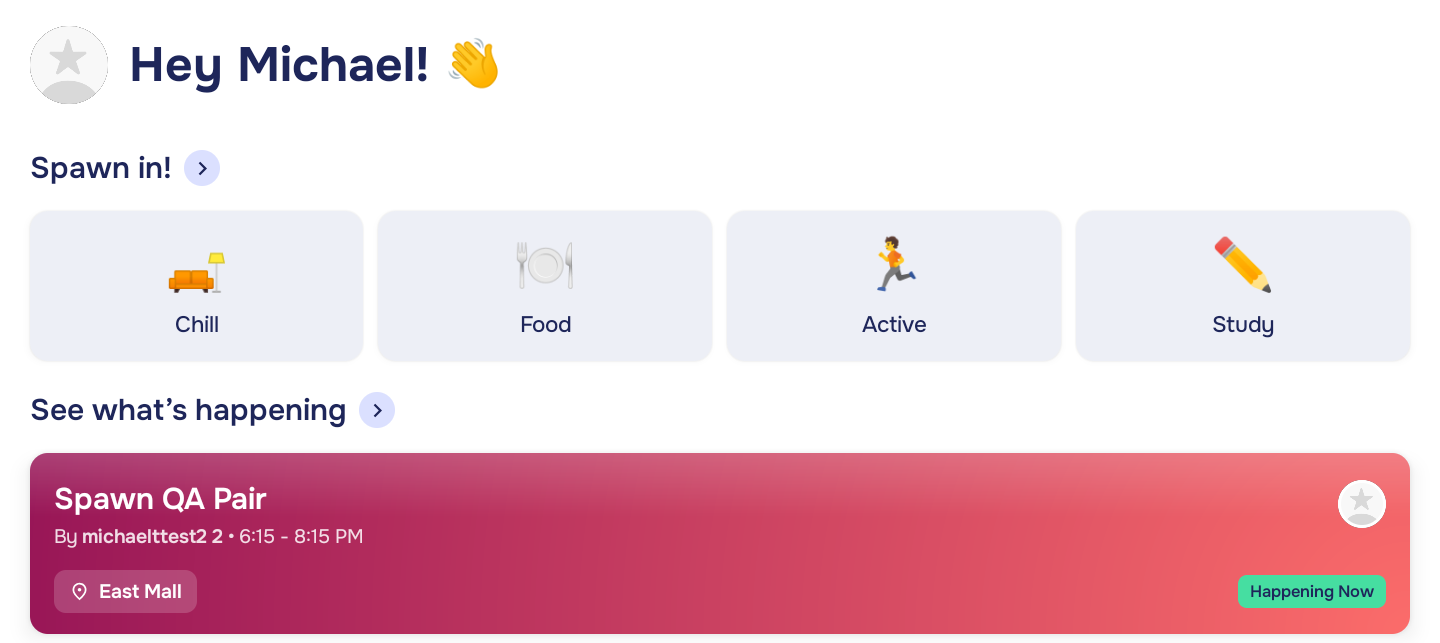 Hey Michael! 👋
Spawn in!
Chill
Food
Active
Study
See what’s happening
Spawn QA Pair
By michaelttest2 2 • 6:15 - 8:15 PM
East Mall
Happening Now